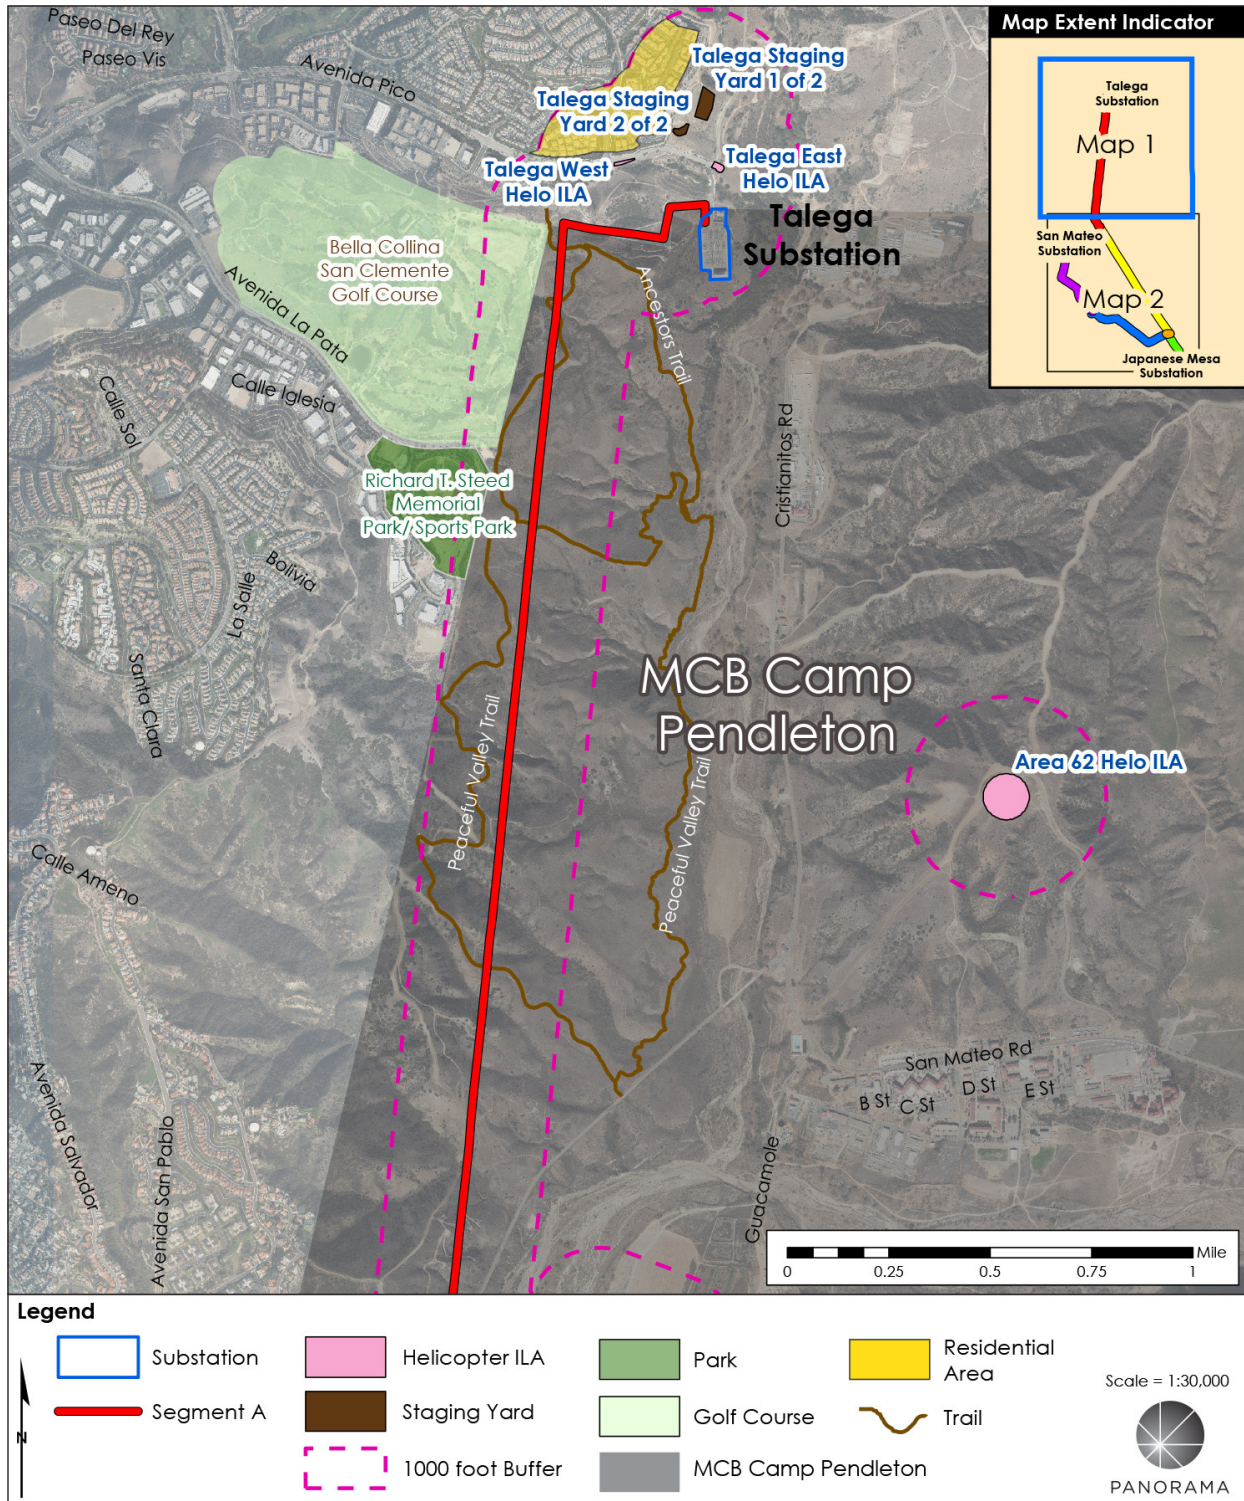 Paseo Del Rey
Paseo Vis
Avenida Pico
Talega Staging
Yard 1 of 2
Talega Staging
Yard 2 of 2
Talega West
Helo ILA
Talega East
Helo ILA
Talega
Substation
Bella Collina
San Clemente
Golf Course
Avenida La Pata
Ancestors Trail
Calle Iglesia
Calle Sol
Cristianitos Rd
Richard T. Steed
Memorial
Park/ Sports Park
Bolivia
La Salle
Santa Clara
MCB Camp
Pendleton
Peaceful Valley Trail
Peaceful Valley Trail
Area 62 Helo ILA
Calle Ameno
San Mateo Rd
B St
C St
D St
E St
Avenida Salvador
Avenida San Pablo
Guacamole
Map Extent Indicator
Talega
Substation
Map 1
San Mateo
Substation
Map 2
Japanese Mesa
Substation
Mile
0
0.25
0.5
0.75
1
Legend
Substation
Segment A
Helicopter ILA
Staging Yard
1000 foot Buffer
Park
Golf Course
MCB Camp Pendleton
Residential
Area
Trail
N
Scale = 1:30,000
PANORAMA